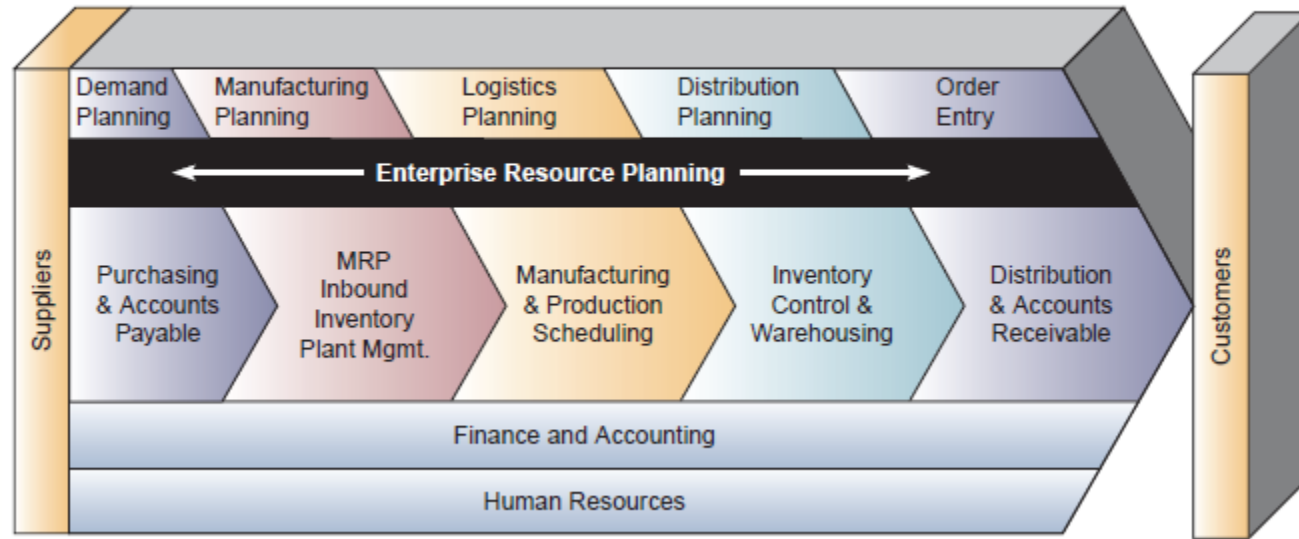 Suppliers
Demand
Planning
Manufacturing
Planning
Logistics
Planning
Distribution
Planning
Order
Entry
Enterprise Resource Planning
Purchasing
& Accounts
Payable
MRP
Inbound
Inventory
Plant Mgmt.
Manufacturing
& Production
Scheduling
Inventory
Control &
Warehousing
Distribution
& Accounts
Receivable
Finance and Accounting
Human Resources
Customers